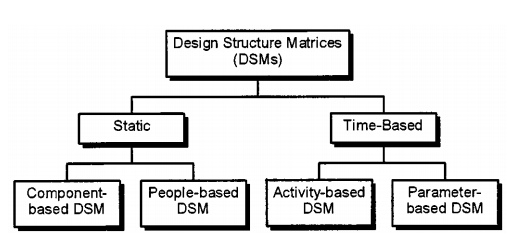 Design Structure Matrices
(DSMs)
Static
Time-Based
Component-
based DSM
People-based
DSM
Activity-based
DSM
Parameter-
based DSM